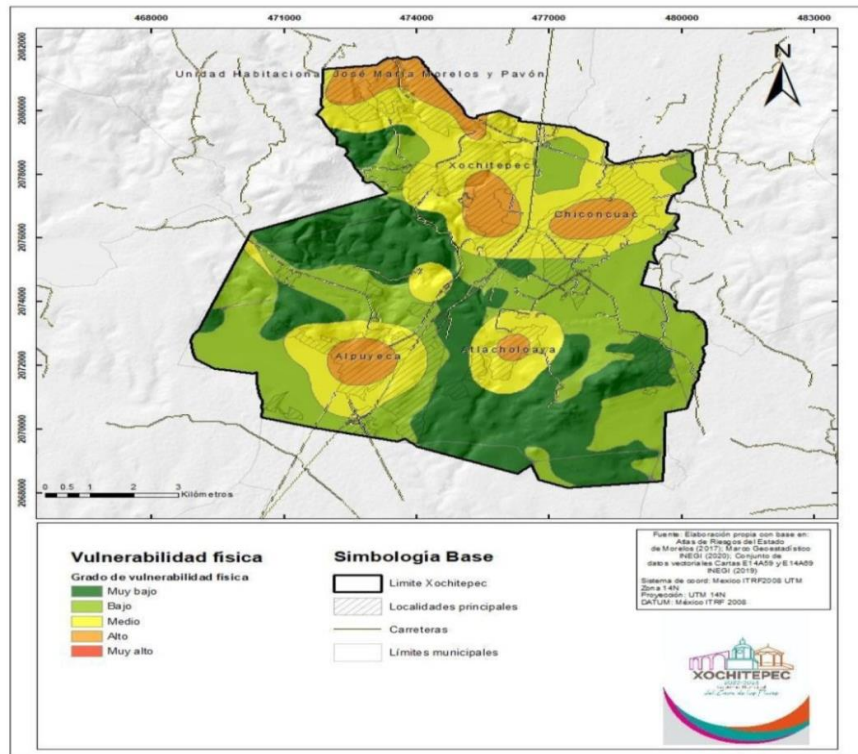 468000 471000 474000 477000 480000 483000
2082000
2080000
2078000
2076000
2074000
2072000
2070000
2068000
N
Unidad Habitacional José María Morelos y Pavón
Xochitepec
Chiconcuac
Alpuyeca
Atlacholoaya
0 0.5 1 2 3
Kilómetros
Vulnerabilidad física
Grado de vulnerabilidad física
Muy bajo
Bajo
Medio
Alto
Muy alto
Simbología Base
Limite Xochitepec
Localidades principales
Carreteras
Límites municipales
Fuente: Elaboración propia con base en:
Atlas de Riesgos del Estado
de Morelos (2017); Marco Geoestadístico
INEGI (2020); Conjunto de
datos vectoriales Cartas E14A59 y E14A69
INEGI (2019)
Sistema de coord: Mexico ITRF2008 UTM
Zona 14N
Proyección: UTM 14N
DATUM: México ITRF 2008
XOCHITEPEC